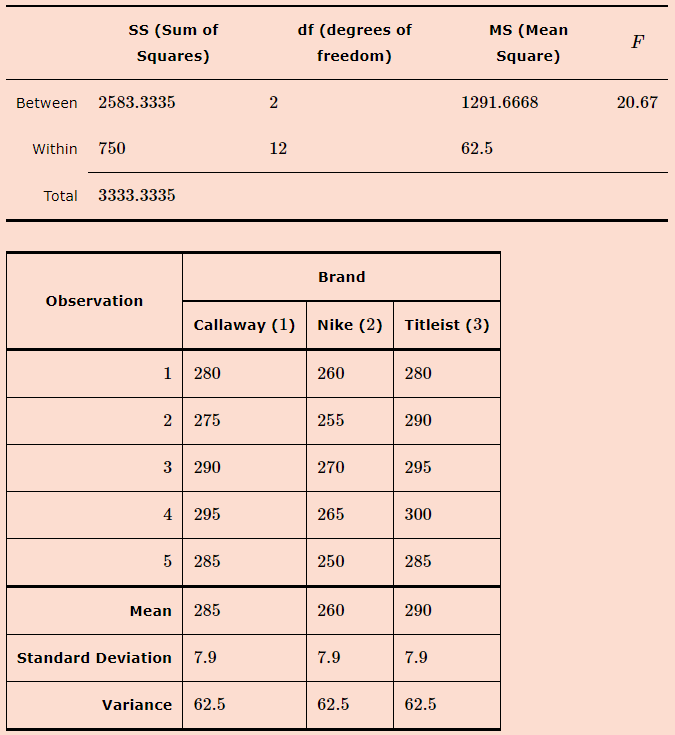 SS (Sum of Squares) df (degrees of freedom) MS (Mean Square) F
Between 2583.3335 2 1291.6668 20.67
Within 750 12 62.5
Total 3333.3335
Observation Brand
Callaway (1) Nike (2) Titleist (3)
1 280 260 280
2 275 255 290
3 290 270 295
4 295 265 300
5 285 250 285
Mean 285 260 290
Standard Deviation 7.9 7.9 7.9
Variance 62.5 62.5 62.5